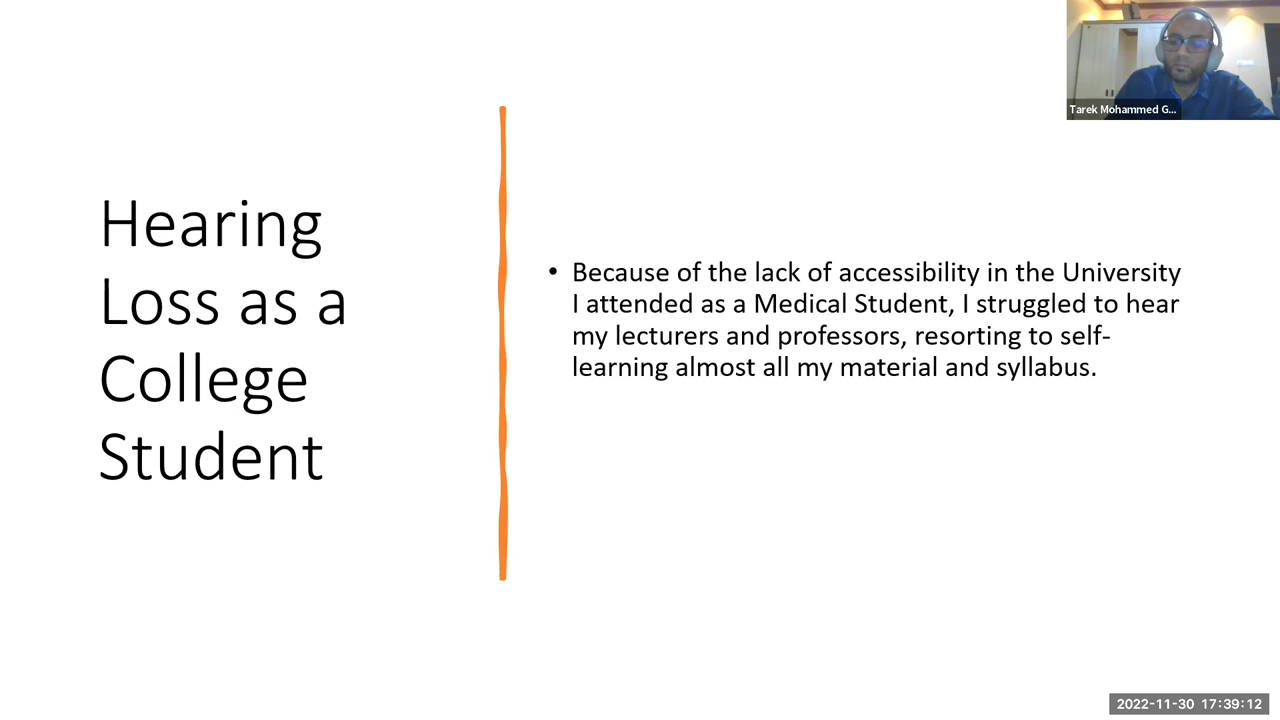 Tarek Mohammed G...
Hearing
Loss as a
College
Student
• Because of the lack of accessibility in the University
I attended as a Medical Student, I struggled to hear
my lecturers and professors, resorting to self-
learning almost all my material and syllabus.
2022-11-30 17:39:12